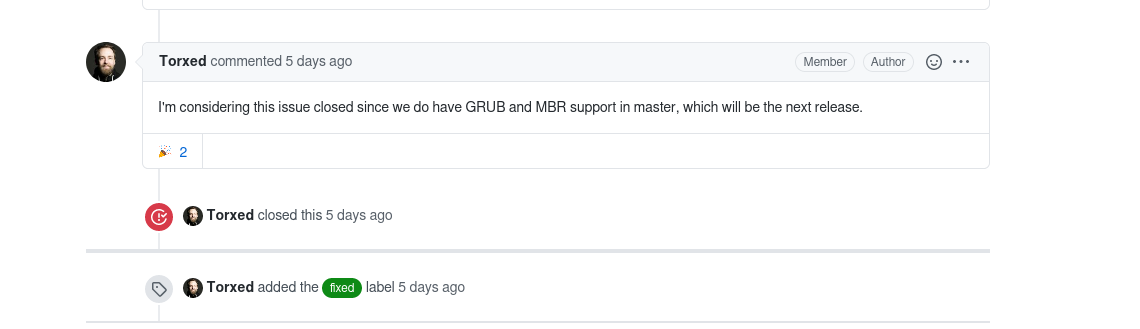 Torxed commented 5 days ago Member Author
I'm considering this issue closed since we do have GRUB and MBR support in master, which will be the next release.
2
Torxed closed this 5 days ago
Torxed added the fixed label 5 days ago